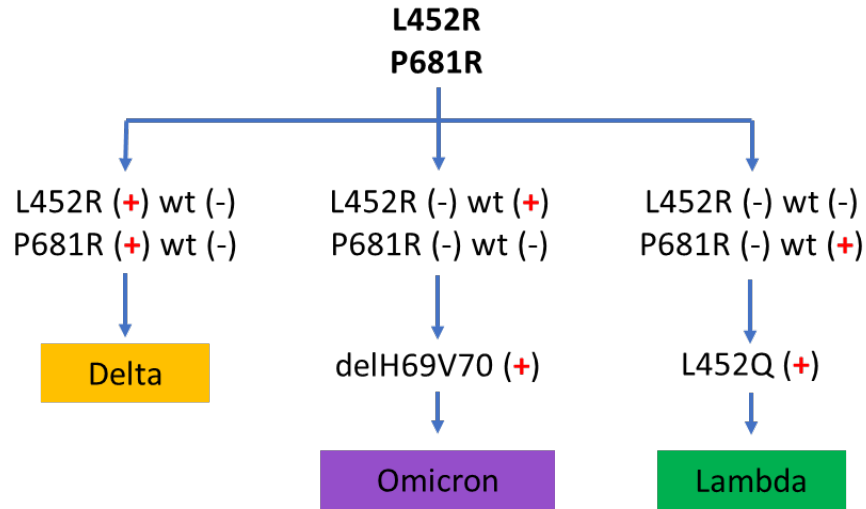 L452R
P681R
L452R (+) wt (-)
P681R (+) wt (-)
L452R (-) wt (+)
P681R (-) wt (-)
L452R (-) wt (-)
P681R (-) wt (+)
Delta
delH69V70 (+)
L452Q (+)
Omicron
Lambda